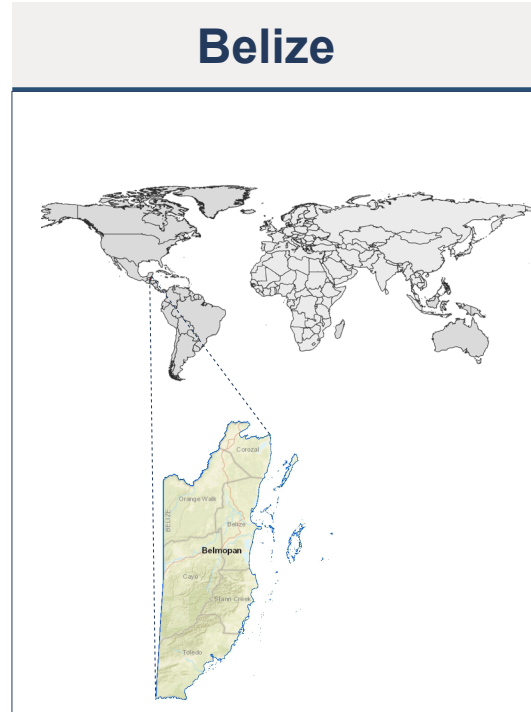 Belize
Corozal
Orange Walk
BELIZE
Belize
Belmopan
Cayo
Stann Creek
Toledo